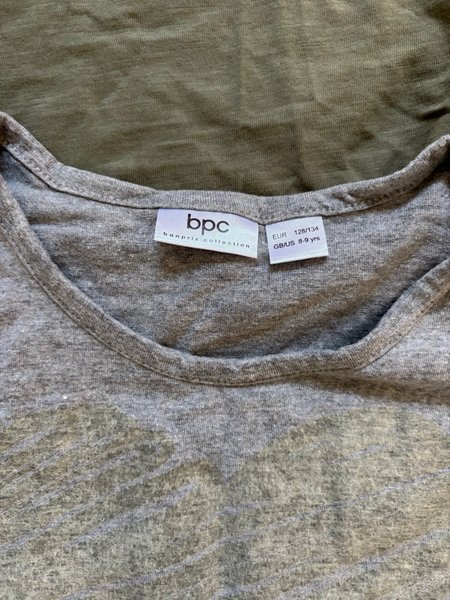 bpc
bonprix collection
EUR 128/134
GB/US 8-9 yrs